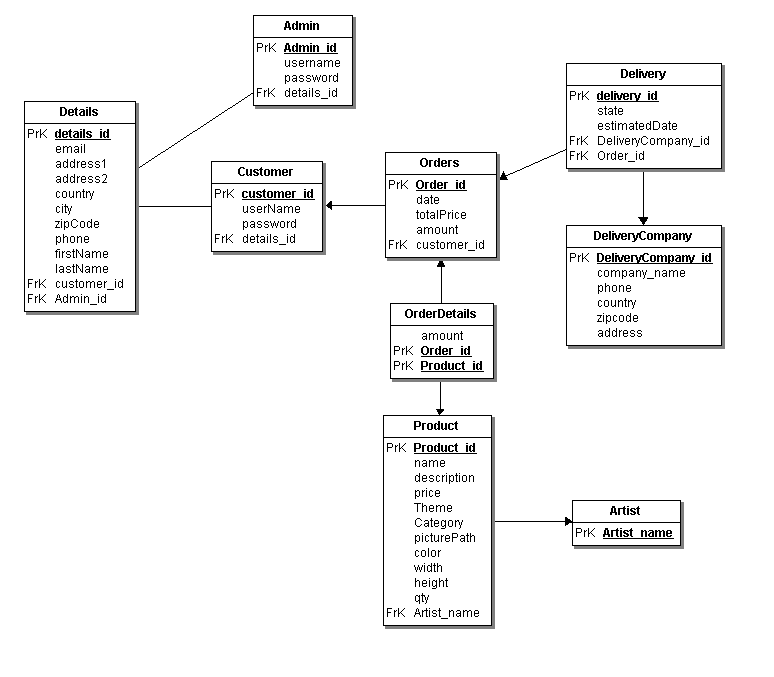 Admin
PrK Admin_id
username
password
FrK details_id
Details
PrK details_id
email
address1
address2
country
city
zipCode
phone
firstName
lastName
FrK customer_id
FrK Admin_id
Customer
PrK customer_id
userName
password
FrK details_id
Orders
PrK Order_id
date
totalPrice
amount
FrK customer_id
Delivery
PrK delivery_id
state
estimatedDate
FrK DeliveryCompany_id
FrK Order_id
DeliveryCompany
PrK DeliveryCompany_id
company_name
phone
country
zipcode
address
OrderDetails
amount
PrK Order_id
PrK Product_id
Product
PrK Product_id
name
description
price
Theme
Category
picturePath
color
width
height
qty
FrK Artist_name
Artist
PrK Artist_name